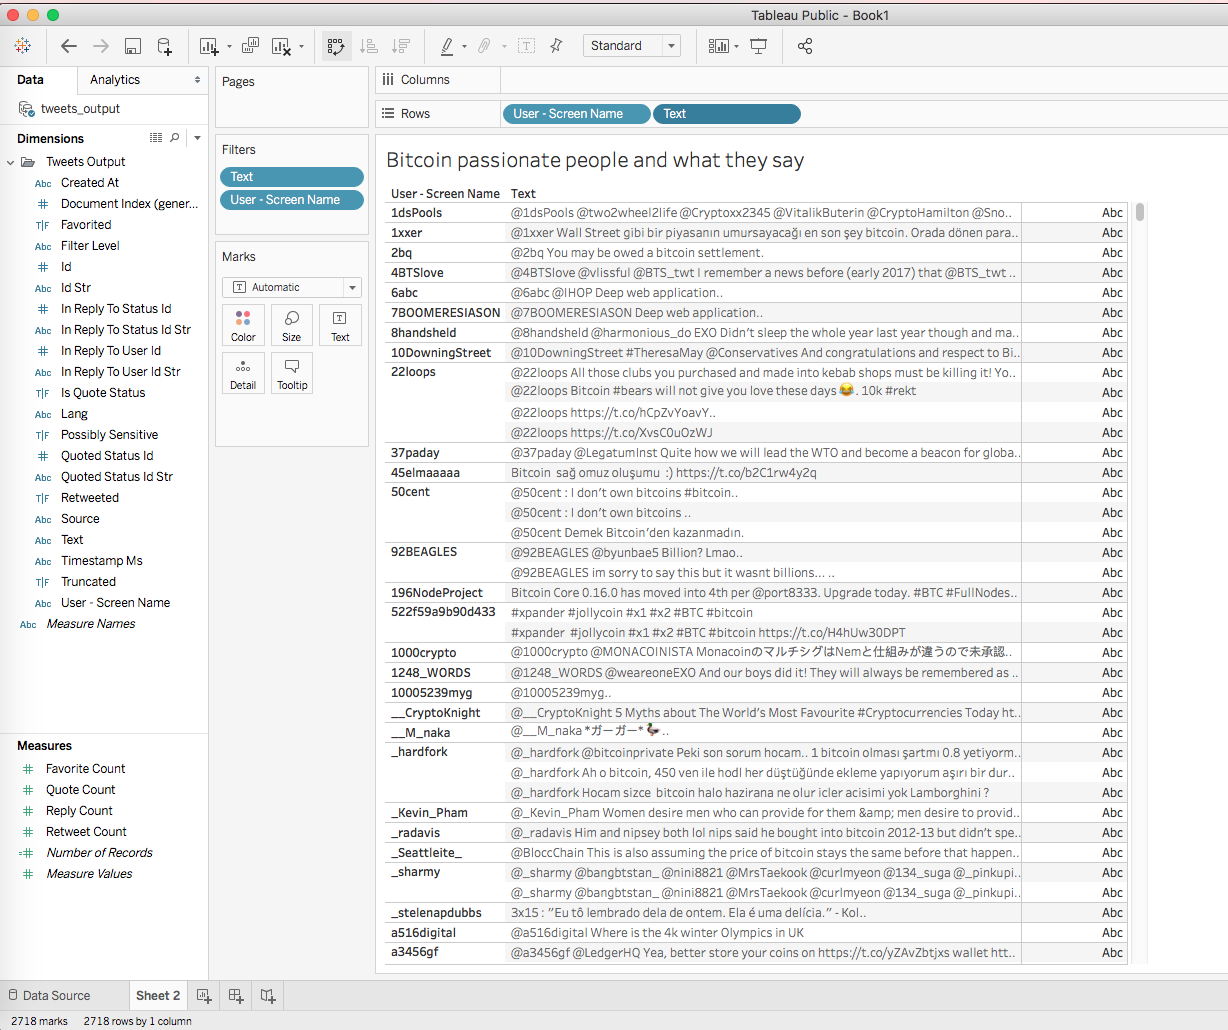 Tableau Public - Book1
Standard
Data Analytics
tweets_output
Dimensions
Tweets Output
Abc Created At
# Document Index (gener...
T|F Favorited
Abc Filter Level
# Id
Abc Id Str
# In Reply To Status Id
Abc In Reply To Status Id Str
# In Reply To User Id
Abc In Reply To User Id Str
T|F Is Quote Status
Abc Lang
T|F Possibly Sensitive
# Quoted Status Id
Abc Quoted Status Id Str
T|F Retweeted
Abc Source
Abc Text
Abc Timestamp Ms
T|F Truncated
Abc User - Screen Name
Abc Measure Names
Measures
# Favorite Count
# Quote Count
# Reply Count
# Retweet Count
=# Number of Records
# Measure Values
Pages
Filters
Text
User - Screen Name
Marks
T Automatic
Color Size Text
Detail Tooltip
Columns
Rows User - Screen Name Text
Bitcoin passionate people and what they say
User - Screen Name Text
1dsPools @1dsPools @two2wheel2life @Cryptoxx2345 @VitalikButerin @CryptoHamilton @Sno.. Abc
1xxer @1xxer Wall Street gibi bir piyasanın umursayacağı en son şey bitcoin. Orada dönen para.. Abc
2bq @2bq You may be owed a bitcoin settlement. Abc
4BTSlove @4BTSlove @vlissful @BTS_twt I remember a news before (early 2017) that @BTS_twt .. Abc
6abc @6abc @IHOP Deep web application.. Abc
7BOOMERESIASON @7BOOMERESIASON Deep web application.. Abc
8handsheld @8handsheld @harmonious_do EXO Didn't sleep the whole year last year though and ma.. Abc
10DowningStreet @10DowningStreet #TheresaMay @Conservatives And congratulations and respect to Bi.. Abc
22loops @22loops All those clubs you purchased and made into kebab shops must be killing it! Yo.. Abc
@22loops Bitcoin #bears will not give you love these days 😂. 10k #rekt Abc
@22loops https://t.co/hCpZvYoavY.. Abc
@22loops https://t.co/XvsC0uOzWJ Abc
37paday @37paday @LegatumInst Quite how we will lead the WTO and become a beacon for globa.. Abc
45elmaaaaa Bitcoin sağ omuz oluşumu :) https://t.co/b2C1rw4y2q Abc
50cent @50cent : I don't own bitcoins #bitcoin.. Abc
@50cent : I don't own bitcoins .. Abc
@50cent Demek Bitcoin'den kazanmadın. Abc
92BEAGLES @92BEAGLES @byunbae5 Billion? Lmao.. Abc
@92BEAGLES im sorry to say this but it wasnt billions... .. Abc
196NodeProject Bitcoin Core 0.16.0 has moved into 4th per @port8333. Upgrade today. #BTC #FullNodes.. Abc
522f59a9b90d433 #xpander #jollycoin #x1 #x2 #BTC #bitcoin Abc
#xpander #jollycoin #x1 #x2 #BTC #bitcoin https://t.co/H4hUw30DPT Abc
1000crypto @1000crypto @MONACOINISTA MonacoinのマルチシグはNemと仕組みが違うので未承認.. Abc
1248_WORDS @1248_WORDS @weareoneEXO And our boys did it! They will always be remembered as .. Abc
10005239myg @10005239myg.. Abc
__CryptoKnight @__CryptoKnight 5 Myths about The World's Most Favourite #Cryptocurrencies Today ht.. Abc
__M_naka @__M_naka *ガーガー* 🦆.. Abc
_hardfork @_hardfork @bitcoinprivate Peki son sorum hocam.. 1 bitcoin olması şartmı 0.8 yetiyorm.. Abc
@_hardfork Ah o bitcoin, 450 ven ile hodl her düştüğünde ekleme yapıyorum aşırı bir dur.. Abc
@_hardfork Hocam sizce bitcoin halo hazirana ne olur icler acisimi yok Lamborghini ? Abc
_Kevin_Pham @_Kevin_Pham Women desire men who can provide for them &amp; men desire to provid.. Abc
_radavis @_radavis Him and nipsey both lol nips said he bought into bitcoin 2012-13 but didn't spe.. Abc
_Seattleite_ @BloccChain This is also assuming the price of bitcoin stays the same before that happen.. Abc
_sharmy @_sharmy @bangbtstan_ @nini8821 @MrsTaekook @curlmyeon @134_suga @_pinkupi.. Abc
@_sharmy @bangbtstan_ @nini8821 @MrsTaekook @curlmyeon @134_suga @_pinkupi.. Abc
_stelenapdubbs 3x15 : "Eu tô lembrado dela de ontem. Ela é uma delícia." - Kol.. Abc
a516digital @a516digital Where is the 4k winter Olympics in UK Abc
a3456gf @a3456gf @LedgerHQ Yea, better store your coins on https://t.co/yZAvZbtjxs wallet htt.. Abc
Data Source Sheet 2
2718 marks 2718 rows by 1 column